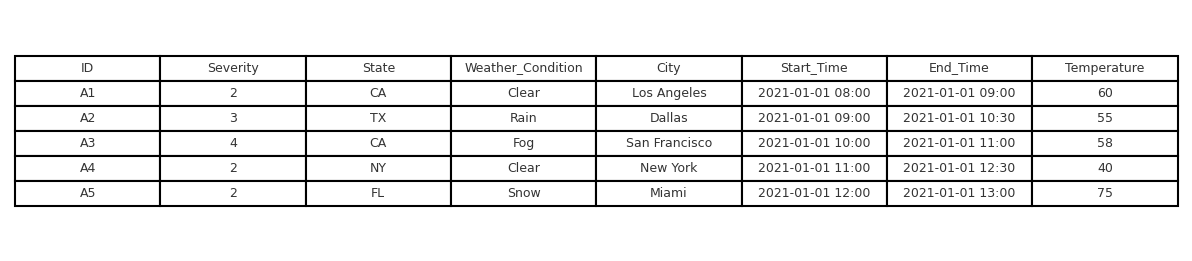 ID Severity State Weather_Condition City Start_Time End_Time Temperature
A1 2 CA Clear Los Angeles 2021-01-01 08:00 2021-01-01 09:00 60
A2 3 TX Rain Dallas 2021-01-01 09:00 2021-01-01 10:30 55
A3 4 CA Fog San Francisco 2021-01-01 10:00 2021-01-01 11:00 58
A4 2 NY Clear New York 2021-01-01 11:00 2021-01-01 12:30 40
A5 2 FL Snow Miami 2021-01-01 12:00 2021-01-01 13:00 75